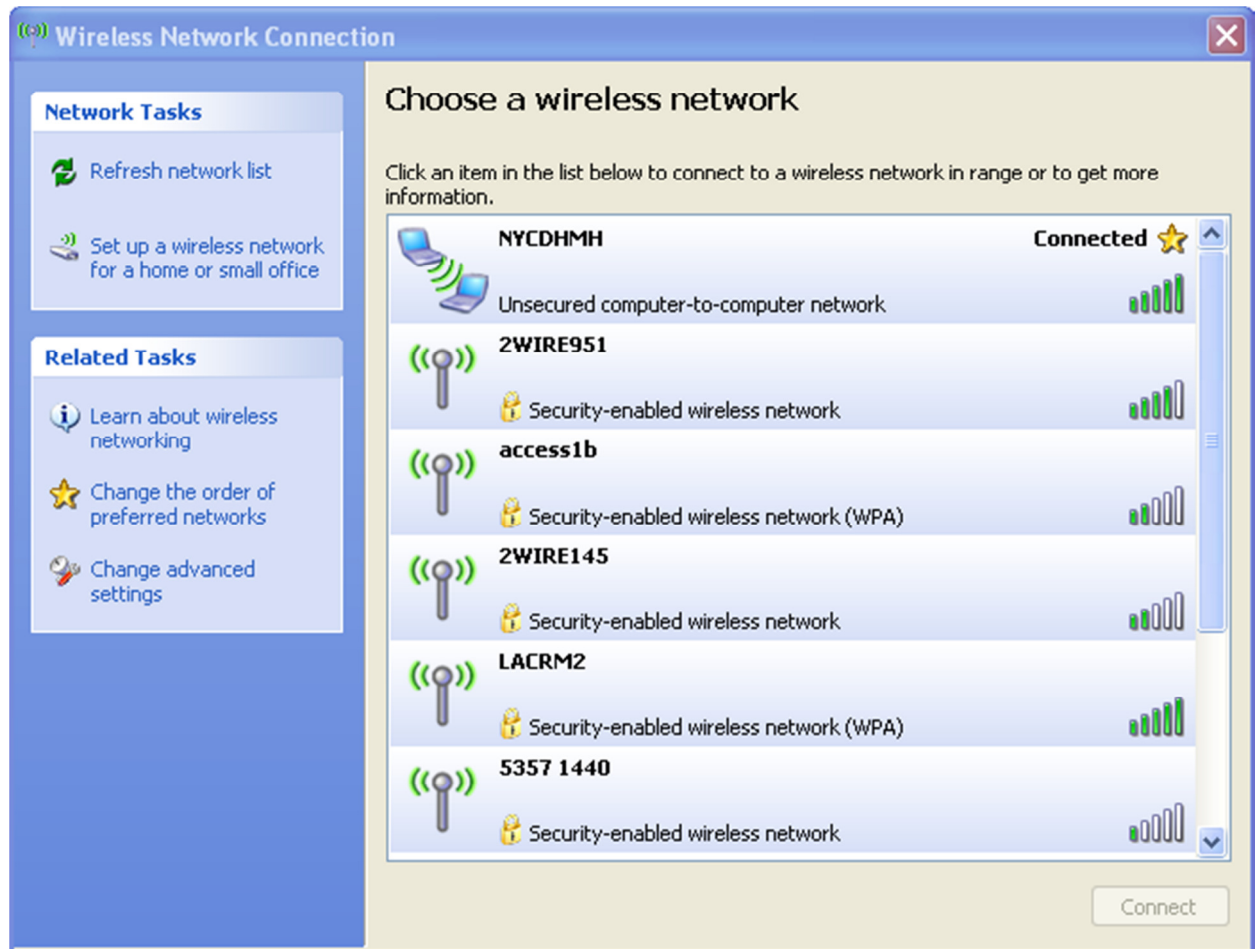 Wireless Network Connection
Network Tasks
Refresh network list
Set up a wireless network
for a home or small office
Related Tasks
Learn about wireless
networking
Change the order of
preferred networks
Change advanced
settings
Choose a wireless network
Click an item in the list below to connect to a wireless network in range or to get more
information.
NYCDHMH Connected
Unsecured computer-to-computer network
2WIRE951
Security-enabled wireless network
access1b
Security-enabled wireless network (WPA)
2WIRE145
Security-enabled wireless network
LACRM2
Security-enabled wireless network (WPA)
5357 1440
Security-enabled wireless network
Connect